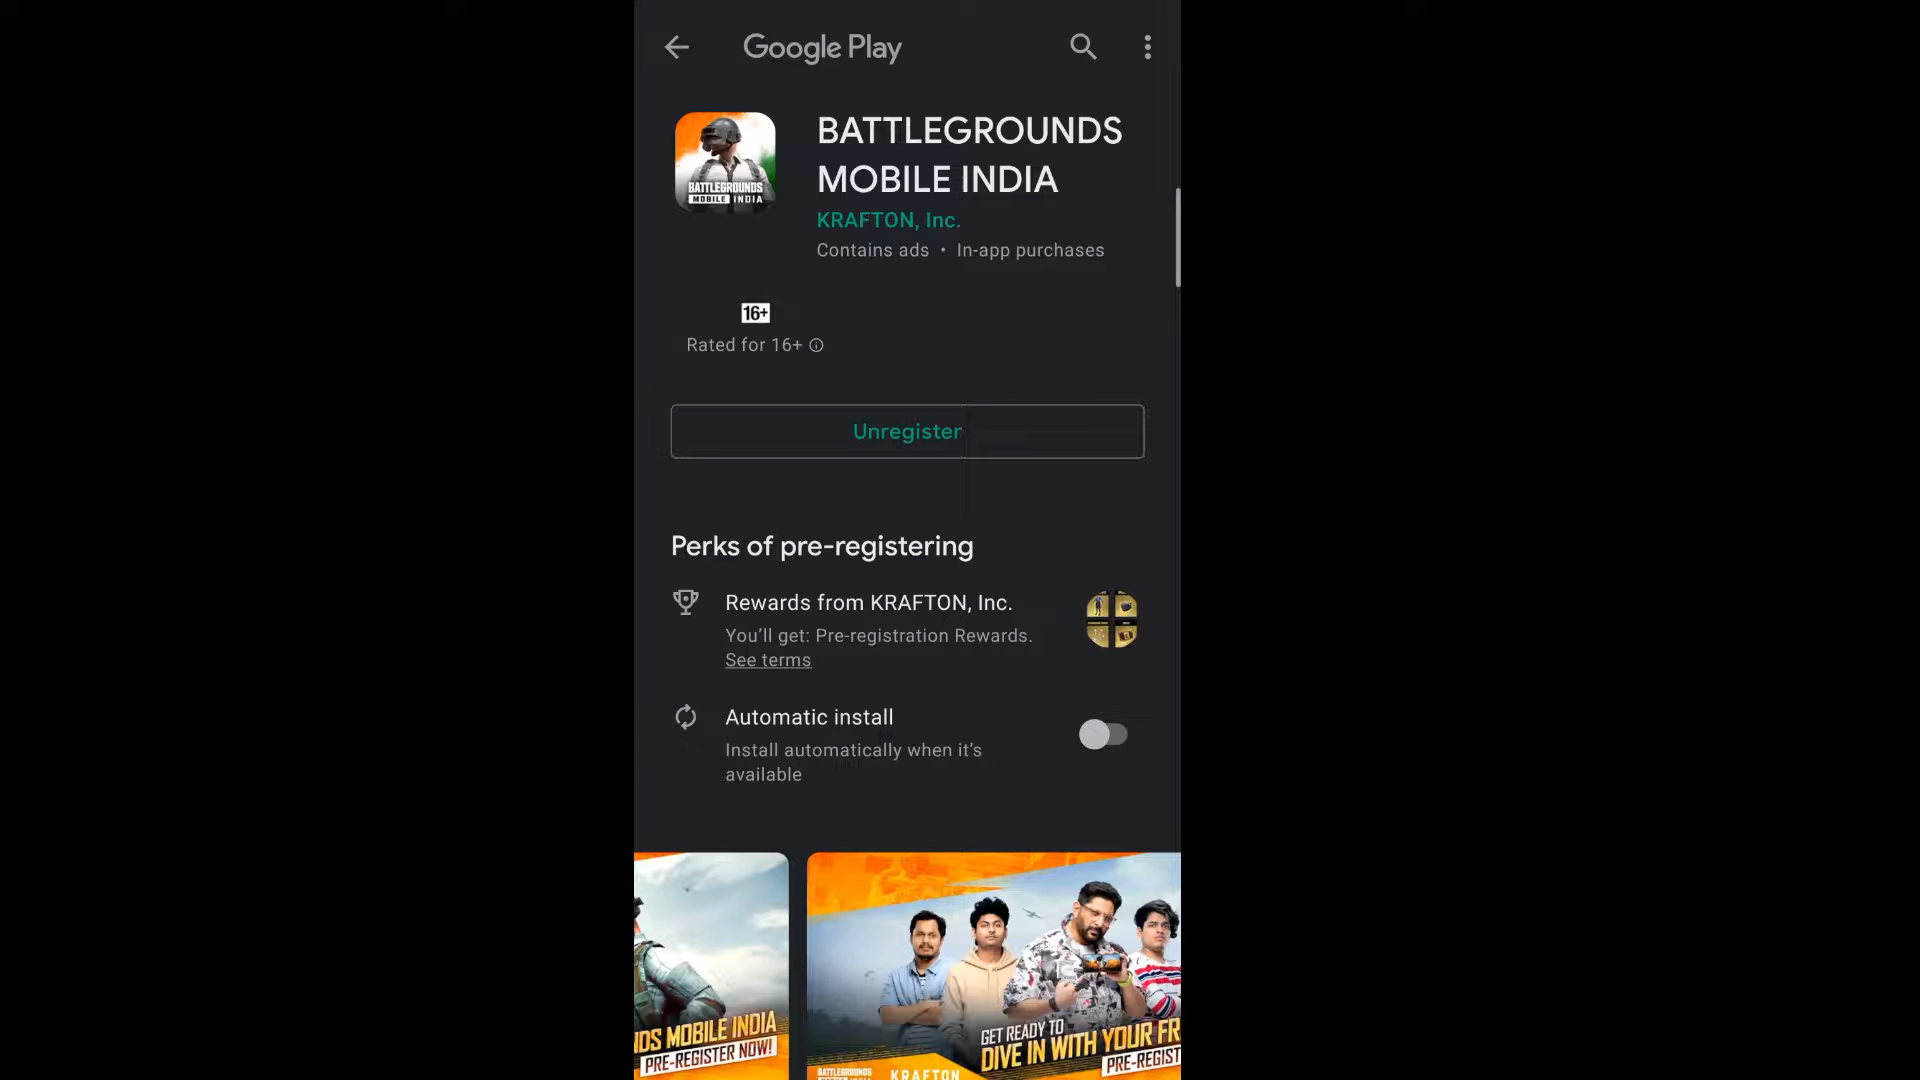 Google Play
BATTLEGROUNDS
MOBILE INDIA
BATTLEGROUNDS
MOBILE INDIA
KRAFTON, Inc.
Contains ads • In-app purchases
16+
Rated for 16+
Unregister
Perks of pre-registering
Rewards from KRAFTON, Inc.
You’ll get: Pre-registration Rewards.
See terms
Automatic install
Install automatically when it’s
available
NDS MOBILE INDIA
PRE-REGISTER NOW!
GET READY TO
DIVE IN WITH YOUR FR
PRE-REGIST
BATTLEGROUNDS
KRAFTON